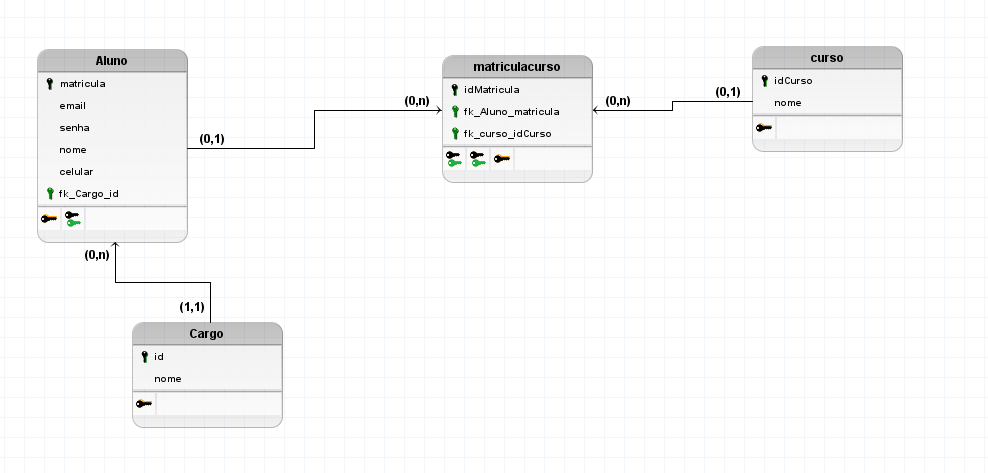 Aluno
matricula
email
senha
nome
celular
fk_Cargo_id
(0,1)
(0,n)
matriculacurso
idMatricula
fk_Aluno_matricula
fk_curso_idCurso
(0,n)
(0,1)
curso
idCurso
nome
(0,n)
(1,1)
Cargo
id
nome